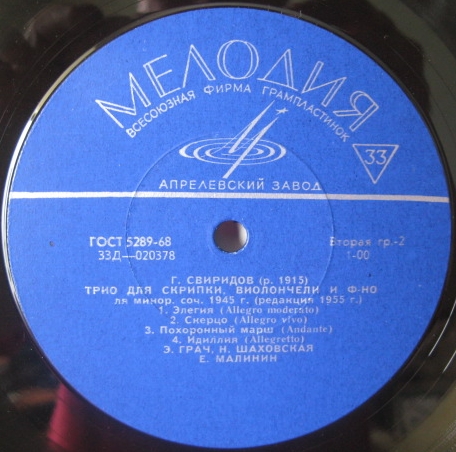 МЕЛОДИЯ
ВСЕСОЮЗНАЯ ФИРМА ГРАМПЛАСТИНОК
33
АПРЕЛЕВСКИЙ ЗАВОД
ГОСТ 5289-68
Вторая гр.-2
33Д—020378
1-00
Г. СВИРИДОВ (р. 1915)
ТРИО ДЛЯ СКРИПКИ, ВИОЛОНЧЕЛИ И Ф-НО
ля минор, соч. 1945 г. (редакция 1955 г.)
1. Элегия (Allegro moderato)
2. Скерцо (Allegro vivo)
3. Похоронный марш (Andante)
4. Идиллия (Allegretto)
Э. ГРАЧ, Н. ШАХОВСКАЯ
Е. МАЛИНИН